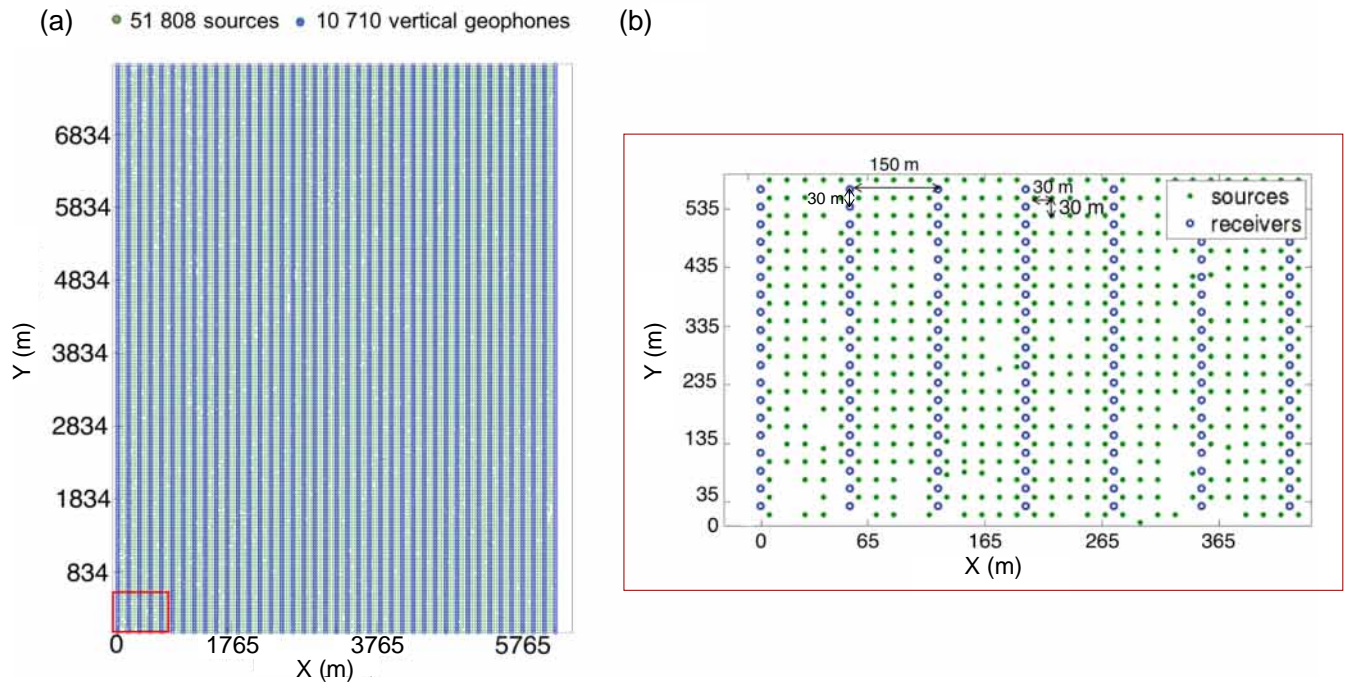 (a)
51 808 sources 10 710 vertical geophones
6834
5834
4834
3834
2834
1834
834
Y (m)
0 1765 3765 5765
X (m)
(b)
150 m
30 m
30 m
30 m
sources
receivers
535
435
335
235
135
35
0
Y (m)
0 65 165 265 365
X (m)